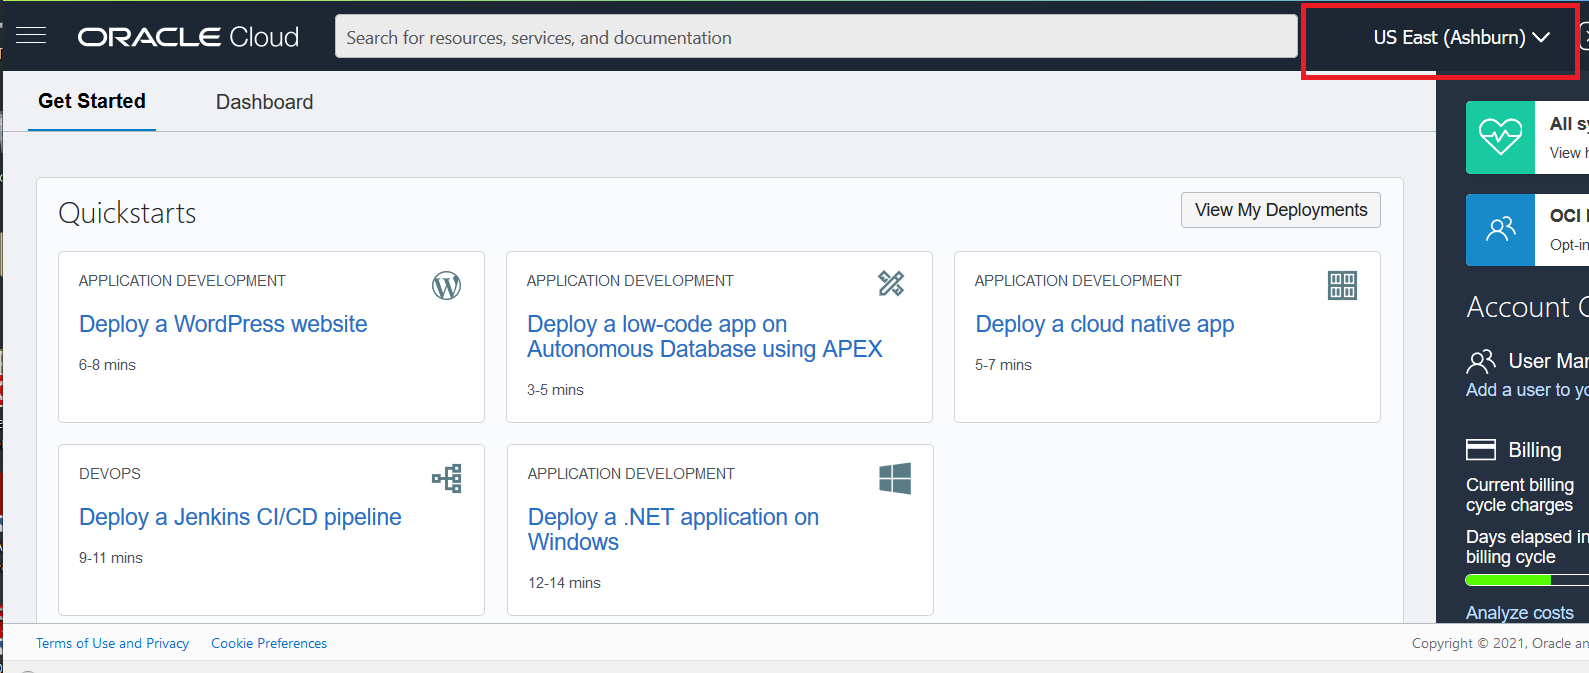 ORACLE Cloud
Search for resources, services, and documentation
US East (Ashburn)
Get Started
Dashboard
Quickstarts
View My Deployments
APPLICATION DEVELOPMENT
Deploy a WordPress website
6-8 mins
APPLICATION DEVELOPMENT
Deploy a low-code app on
Autonomous Database using APEX
3-5 mins
APPLICATION DEVELOPMENT
Deploy a cloud native app
5-7 mins
DEVOPS
Deploy a Jenkins CI/CD pipeline
9-11 mins
APPLICATION DEVELOPMENT
Deploy a .NET application on
Windows
12-14 mins
All
View
OCI
Opt-in
Account
User
Add a user to
Billing
Current billing
cycle charges
Days elapsed in
billing cycle
Analyze costs
Terms of Use and Privacy
Cookie Preferences
Copyright © 2021, Oracle